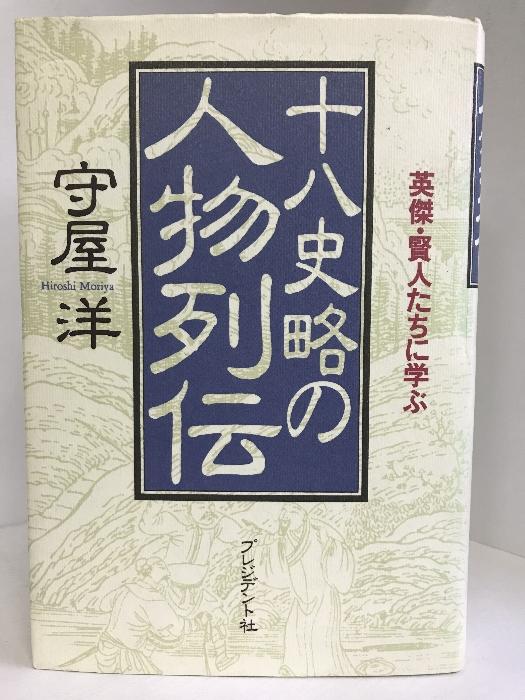 英傑・賢人たちに学ぶ
十八史略の
人物列伝
守屋洋
Hiroshi Moriya
プレジデント社